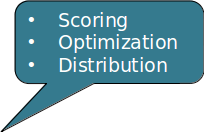 • Scoring
• Optimization
• Distribution